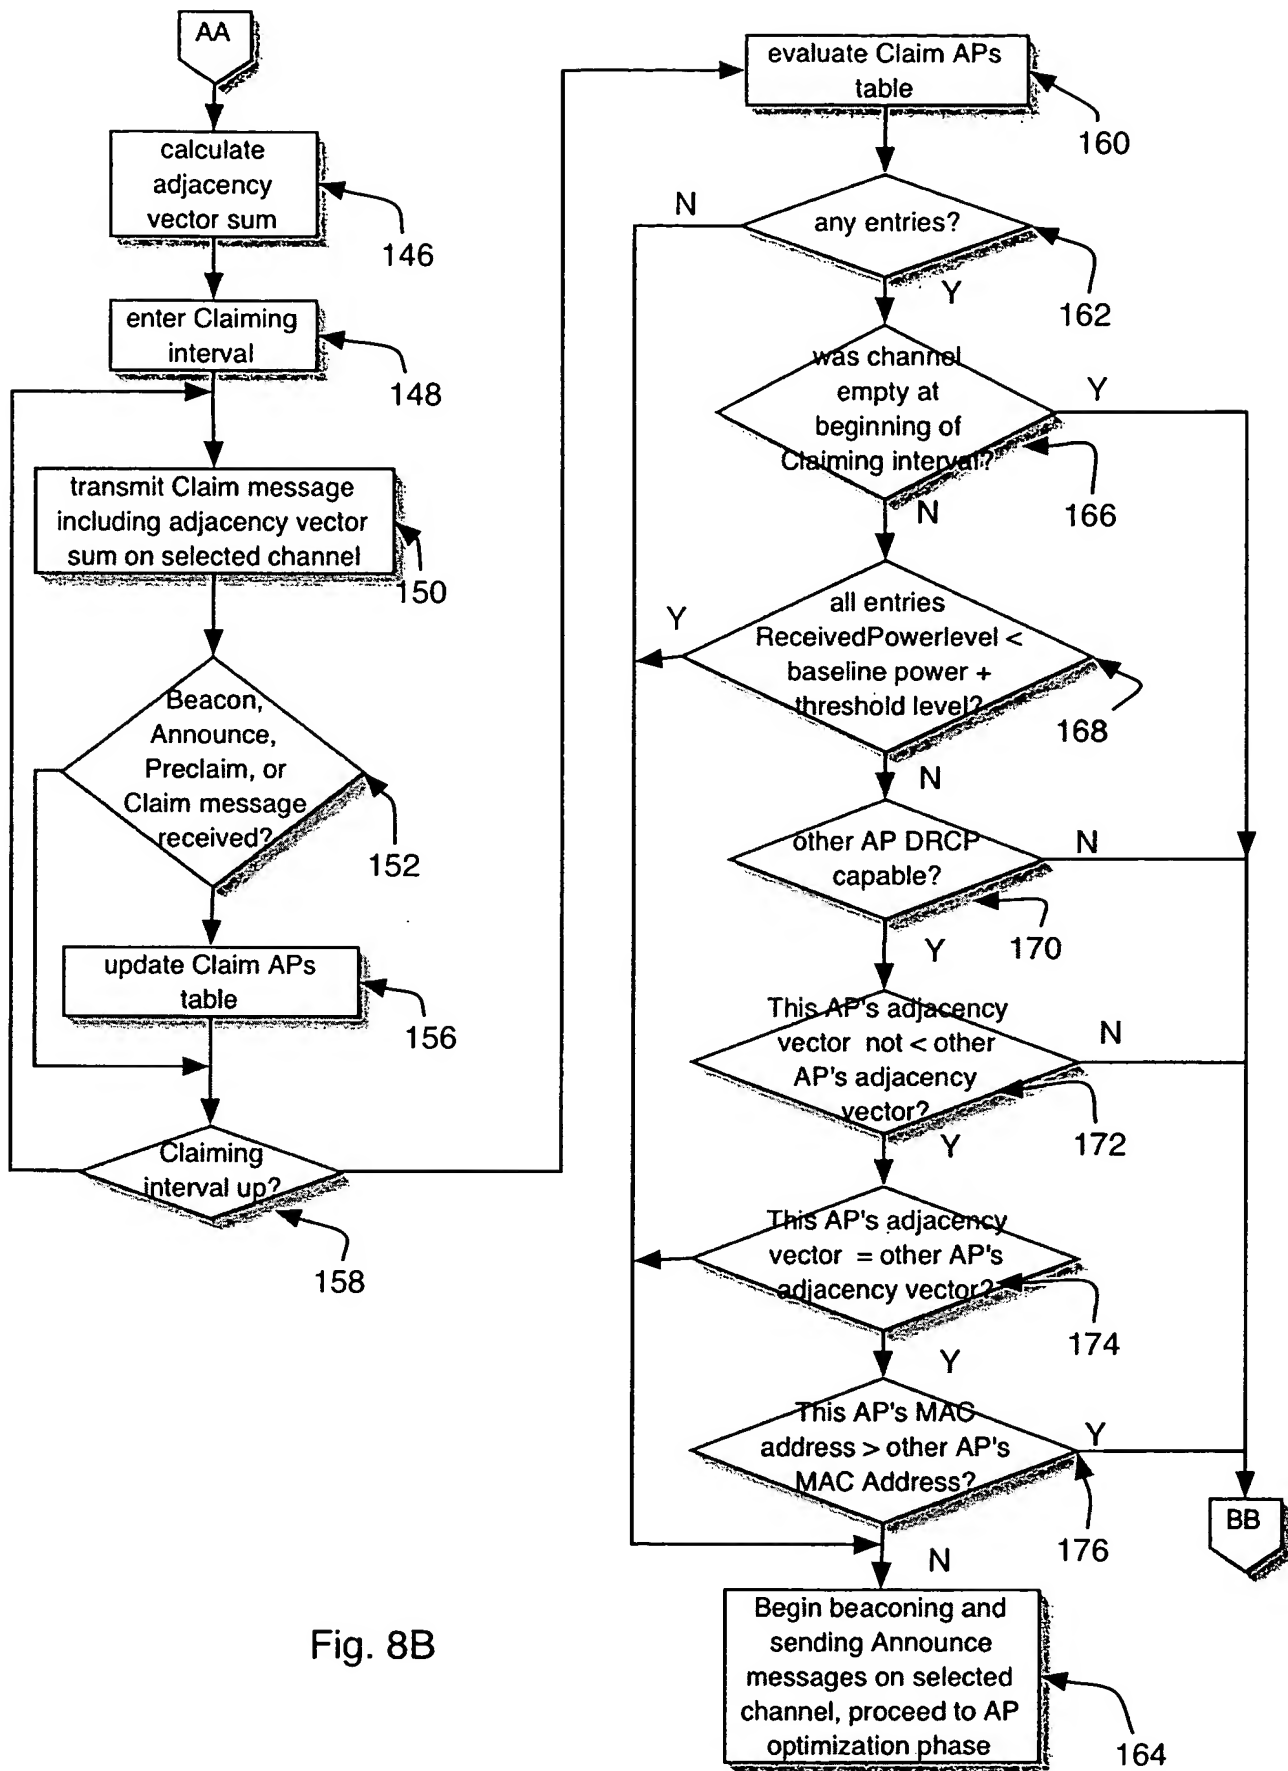 AA
calculate
adjacency
vector sum
146
enter Claiming
interval
148
transmit Claim message
including adjacency vector
sum on selected channel
150
Beacon,
Announce,
Preclaim, or
Claim message
received?
152
update Claim APs
table
156
Claiming
interval up?
158
evaluate Claim APs
table
160
N
any entries?
162
Y
was channel
empty at
beginning of
Claiming interval?
Y
166
N
all entries
ReceivedPowerlevel <
baseline power +
threshold level?
Y
168
N
other AP DRCP
capable?
N
170
Y
This AP's adjacency
vector not < other
AP's adjacency
vector?
N
172
Y
This AP's adjacency
vector = other AP's
adjacency vector?
174
Y
This AP's MAC
address > other AP's
MAC Address?
Y
176
BB
N
Begin beaconing and
sending Announce
messages on selected
channel, proceed to AP
optimization phase
164
Fig. 8B